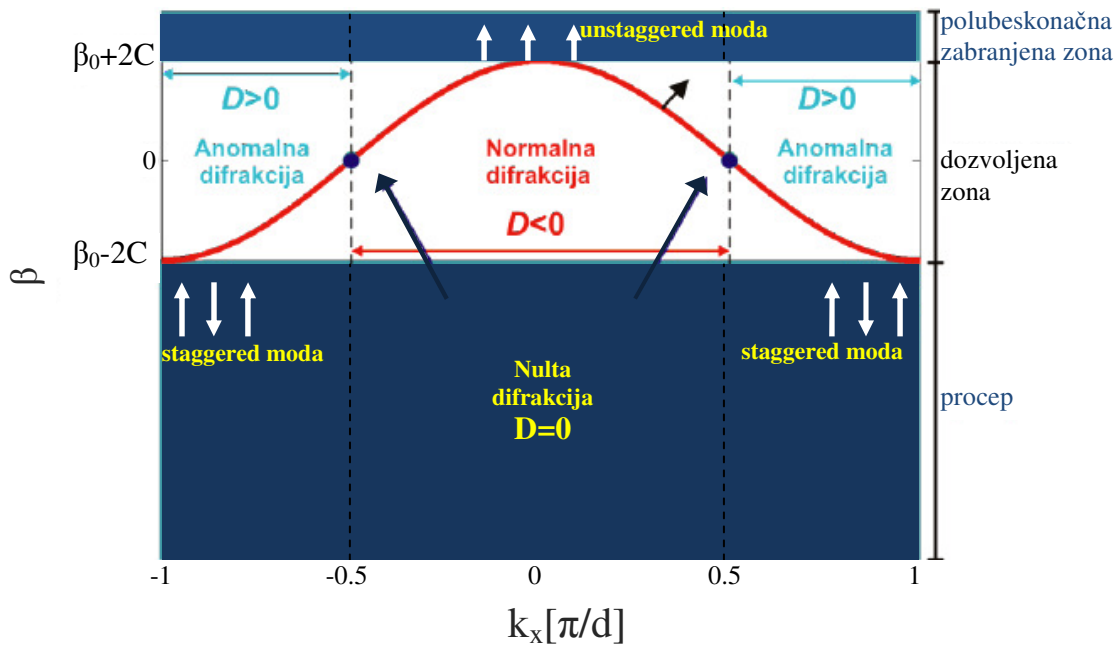 unstaggered moda
polubeskonačna
zabranjena zona
β₀+2C
D>0
D>0
Anomalna
difrakcija
Normalna
difrakcija
Anomalna
difrakcija
0
dozvoljena
zona
D<0
β₀-2C
β
staggered moda
staggered moda
Nulta
difrakcija
D=0
procep
-1
-0.5
0
0.5
1
kₓ[π/d]